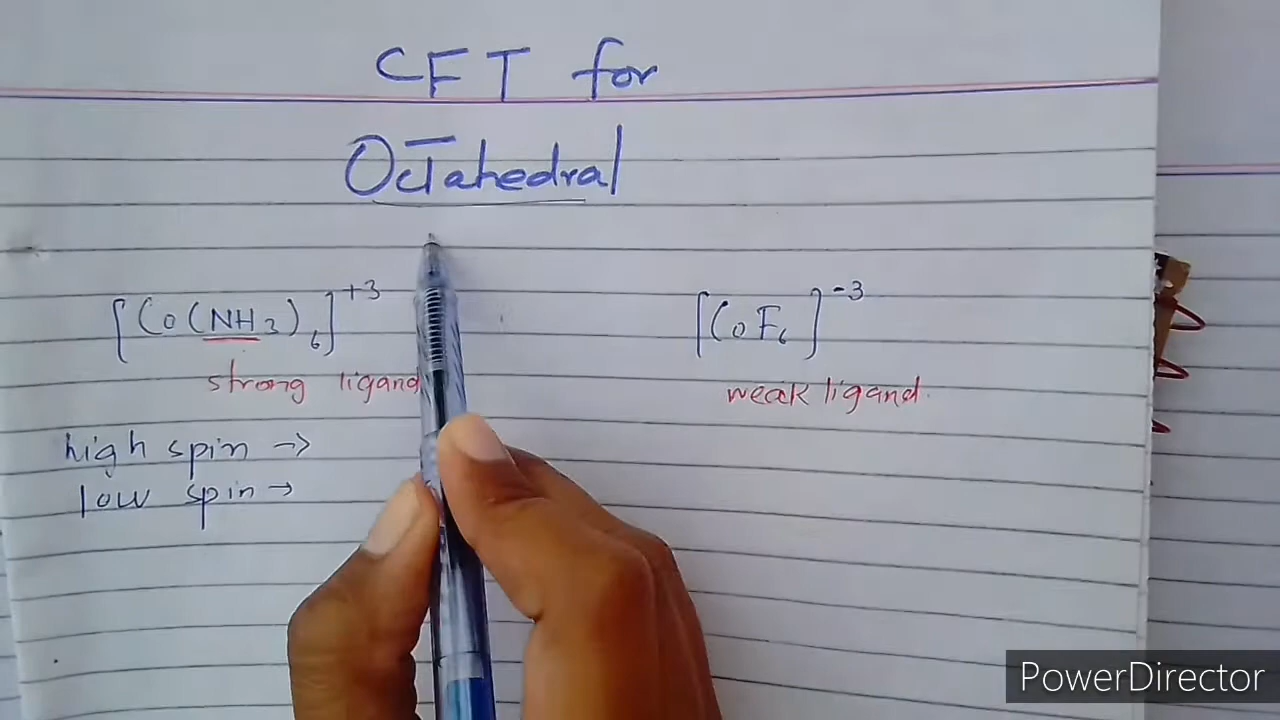 CFT for
Octahedral
[Co(NH3)6]+3
strong ligand
[CoF6]-3
weak ligand.
high spin →
low spin →
PowerDirector